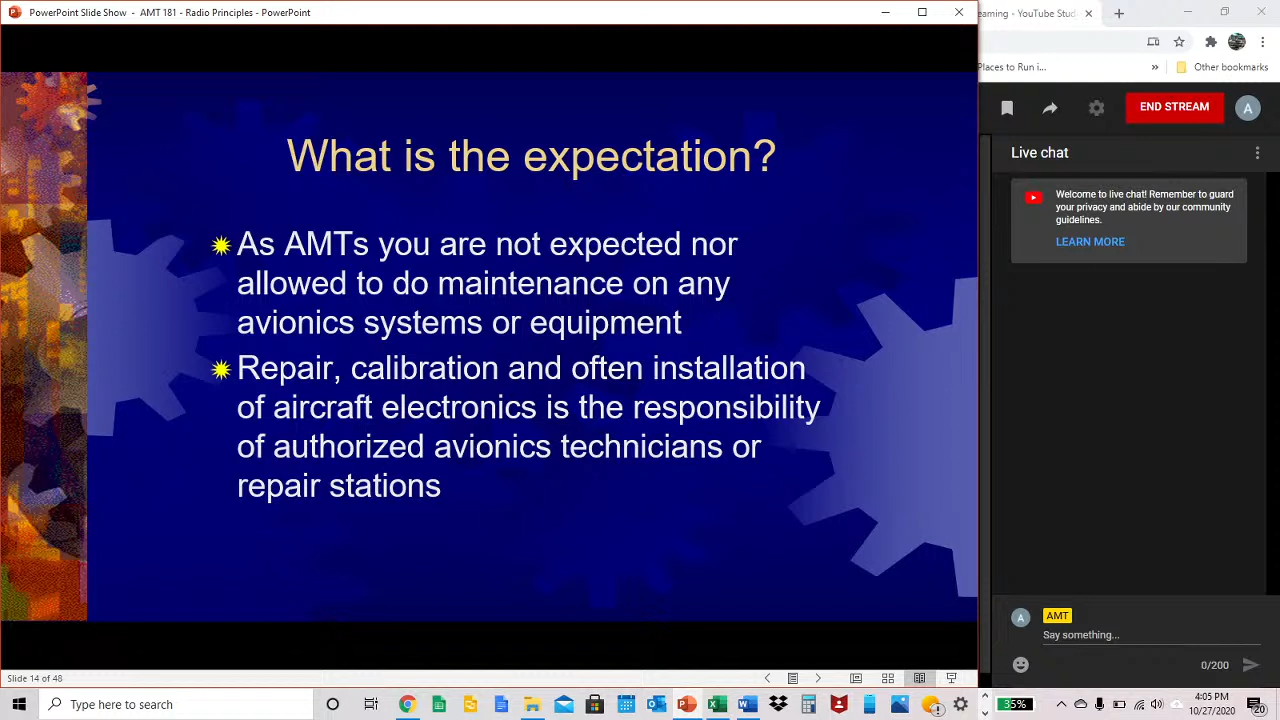 PowerPoint Slide Show - AMT 181 - Radio Principles - PowerPoint
earning - YouTube Stud
Places to Run i...
Other bookmarks
END STREAM
A
Live chat
Welcome to live chat! Remember to guard
your privacy and abide by our community
guidelines.
LEARN MORE
What is the expectation?
As AMTs you are not expected nor
allowed to do maintenance on any
avionics systems or equipment
Repair, calibration and often installation
of aircraft electronics is the responsibility
of authorized avionics technicians or
repair stations
A
AMT
Say something...
0/200
Slide 14 of 48
Type here to search
35%
4:05 PM
10/27/2020
20